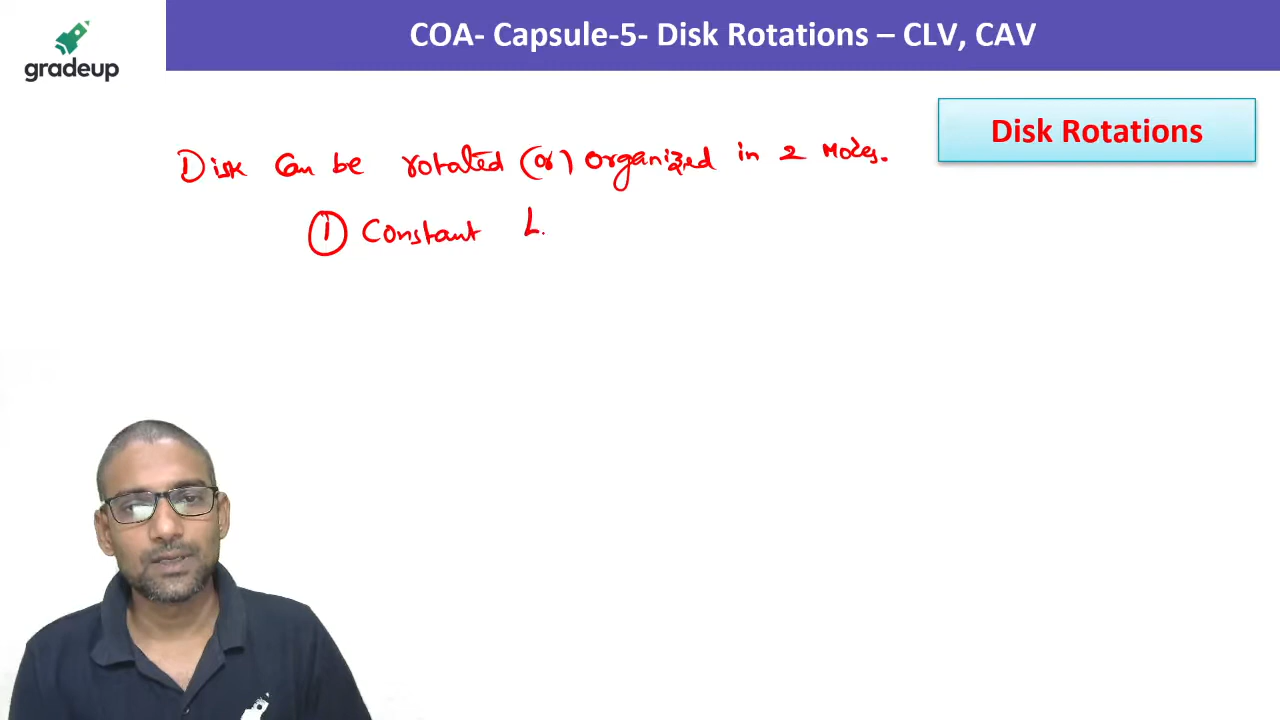 COA- Capsule-5- Disk Rotations – CLV, CAV
gradeup
Disk Rotations
Disk can be rotated (or) organized in 2 modes.
① Constant L